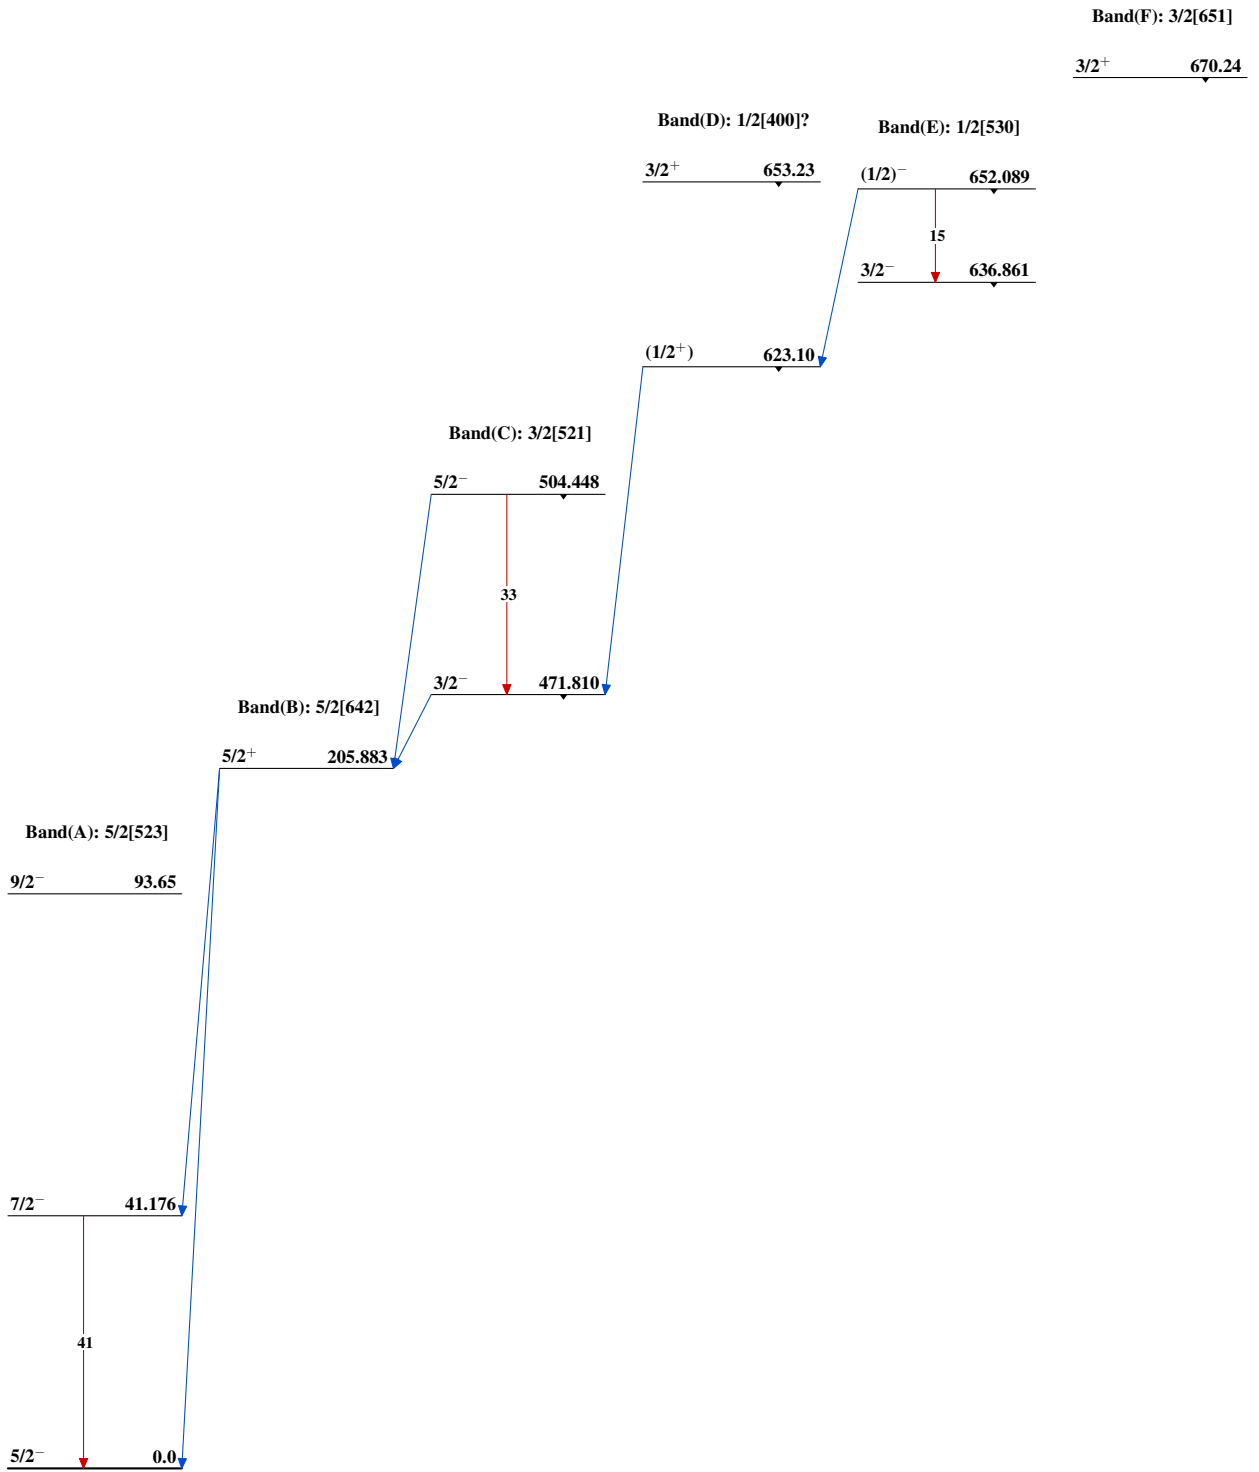 Band(F): 3/2[651]
3/2⁺ 670.24
Band(D): 1/2[400]?
Band(E): 1/2[530]
3/2⁺ 653.23
(1/2)⁻ 652.089
15
3/2⁻ 636.861
(1/2⁺) 623.10
Band(C): 3/2[521]
5/2⁻ 504.448
33
3/2⁻ 471.810
Band(B): 5/2[642]
5/2⁺ 205.883
Band(A): 5/2[523]
9/2⁻ 93.65
7/2⁻ 41.176
41
5/2⁻ 0.0